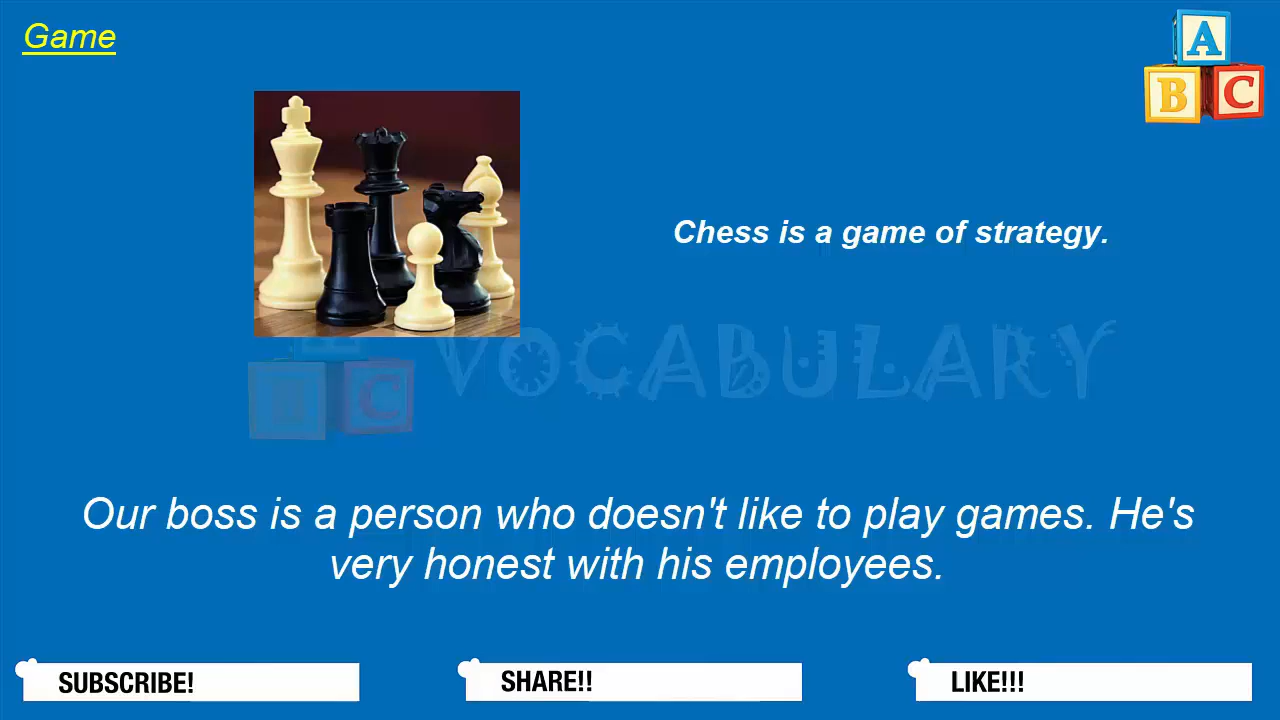 Game
A
B C
Chess is a game of strategy.
VOCABULARY
C
Our boss is a person who doesn't like to play games. He's
very honest with his employees.
SUBSCRIBE!
SHARE!!
LIKE!!!